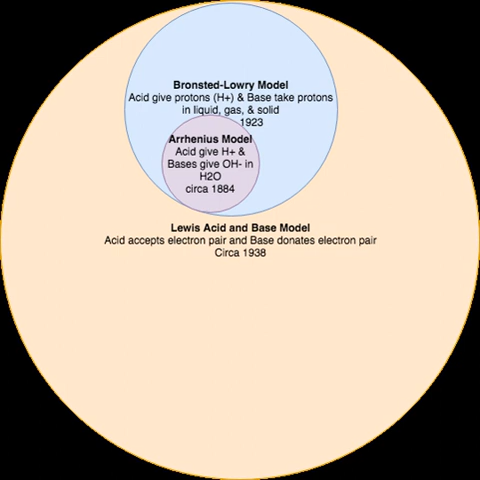 Bronsted-Lowry Model
Acid give protons (H+) & Base take protons
in liquid, gas, & solid
1923
Arrhenius Model
Acid give H+ &
Bases give OH- in
H2O
circa 1884
Lewis Acid and Base Model
Acid accepts electron pair and Base donates electron pair
Circa 1938